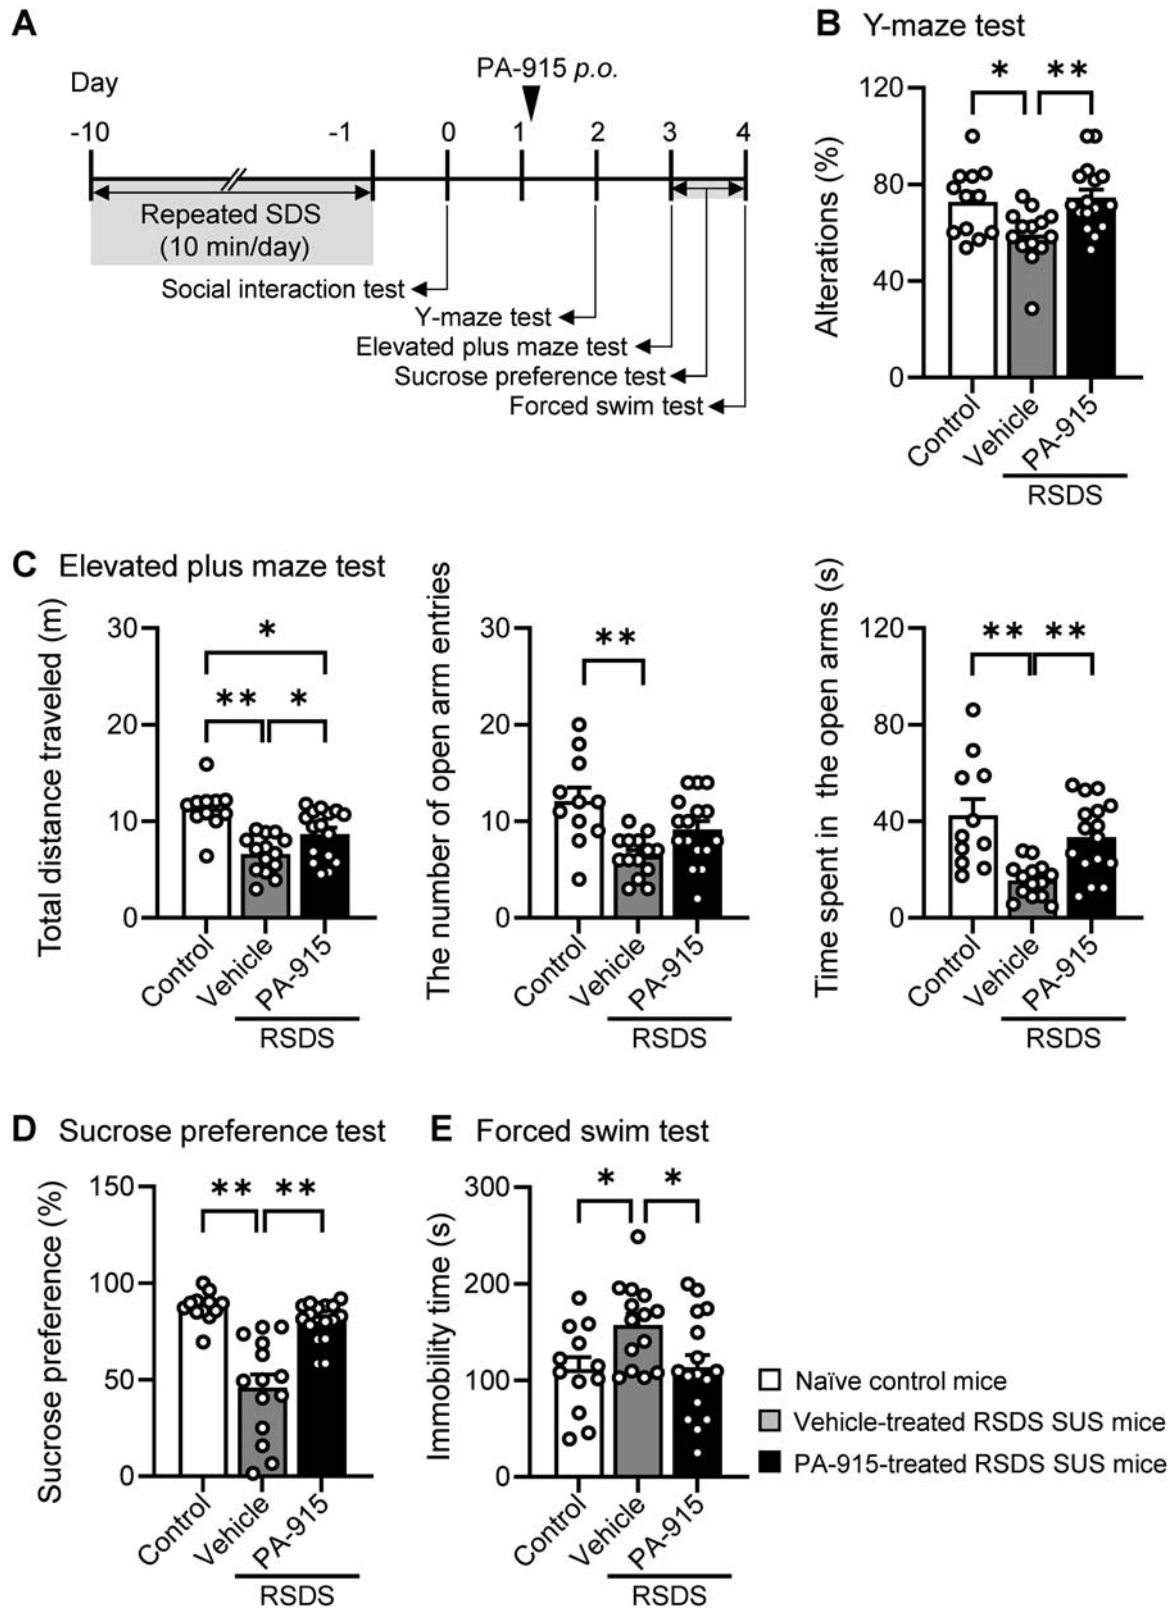 A
B Y-maze test
PA-915 p.o.
Day
-10 -1 0 1 2 3 4
Repeated SDS
(10 min/day)
Social interaction test
Y-maze test
Elevated plus maze test
Sucrose preference test
Forced swim test
Alterations (%)
120
80
40
0
* **
Control
Vehicle
PA-915
RSDS
C Elevated plus maze test
Total distance traveled (m)
30
20
10
0
*
** *
Control
Vehicle
PA-915
RSDS
The number of open arm entries
30
20
10
0
**
Control
Vehicle
PA-915
RSDS
Time spent in the open arms (s)
120
80
40
0
** **
Control
Vehicle
PA-915
RSDS
D Sucrose preference test
Sucrose preference (%)
150
100
50
0
** **
Control
Vehicle
PA-915
RSDS
E Forced swim test
Immobility time (s)
300
200
100
0
* *
Control
Vehicle
PA-915
RSDS
Naïve control mice
Vehicle-treated RSDS SUS mice
PA-915-treated RSDS SUS mice